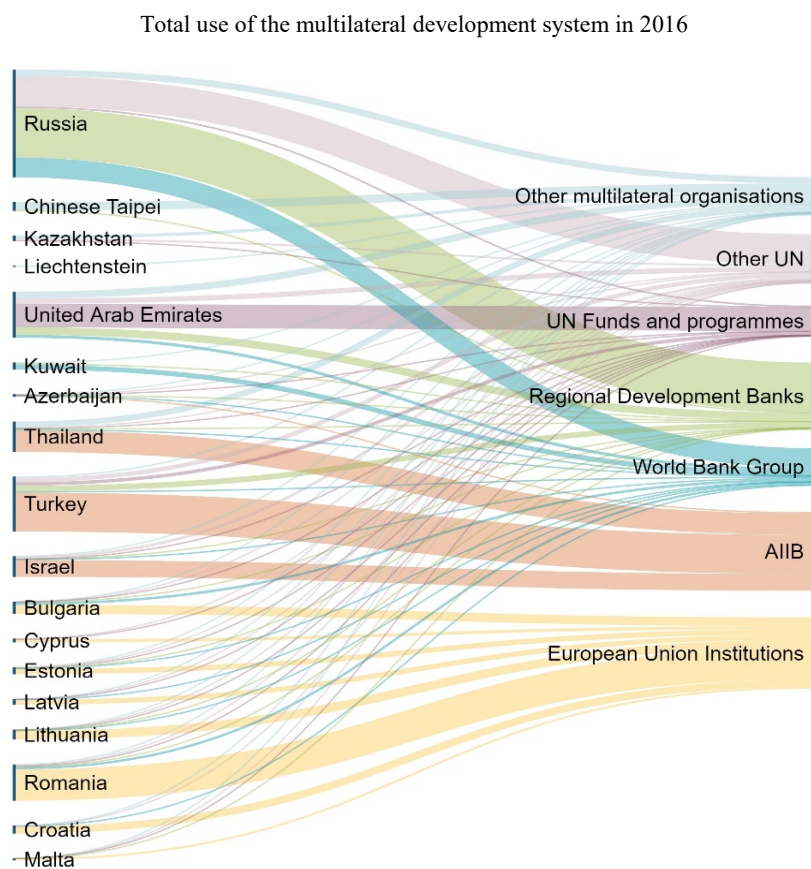 Total use of the multilateral development system in 2016
Russia
Chinese Taipei
Kazakhstan
Liechtenstein
United Arab Emirates
Kuwait
Azerbaijan
Thailand
Turkey
Israel
Bulgaria
Cyprus
Estonia
Latvia
Lithuania
Romania
Croatia
Malta
Other multilateral organisations
Other UN
UN Funds and programmes
Regional Development Banks
World Bank Group
AIIB
European Union Institutions